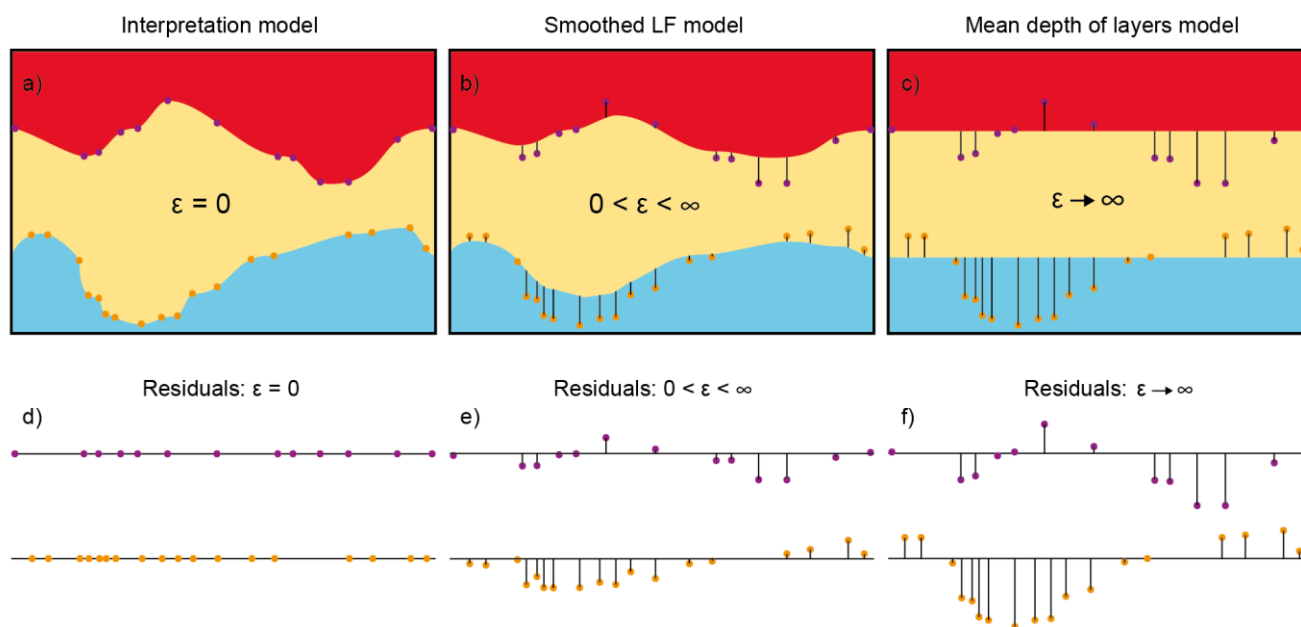 Interpretation model
Smoothed LF model
Mean depth of layers model
a)
b)
c)
ε = 0
0 < ε < ∞
ε → ∞
Residuals: ε = 0
Residuals: 0 < ε < ∞
Residuals: ε → ∞
d)
e)
f)